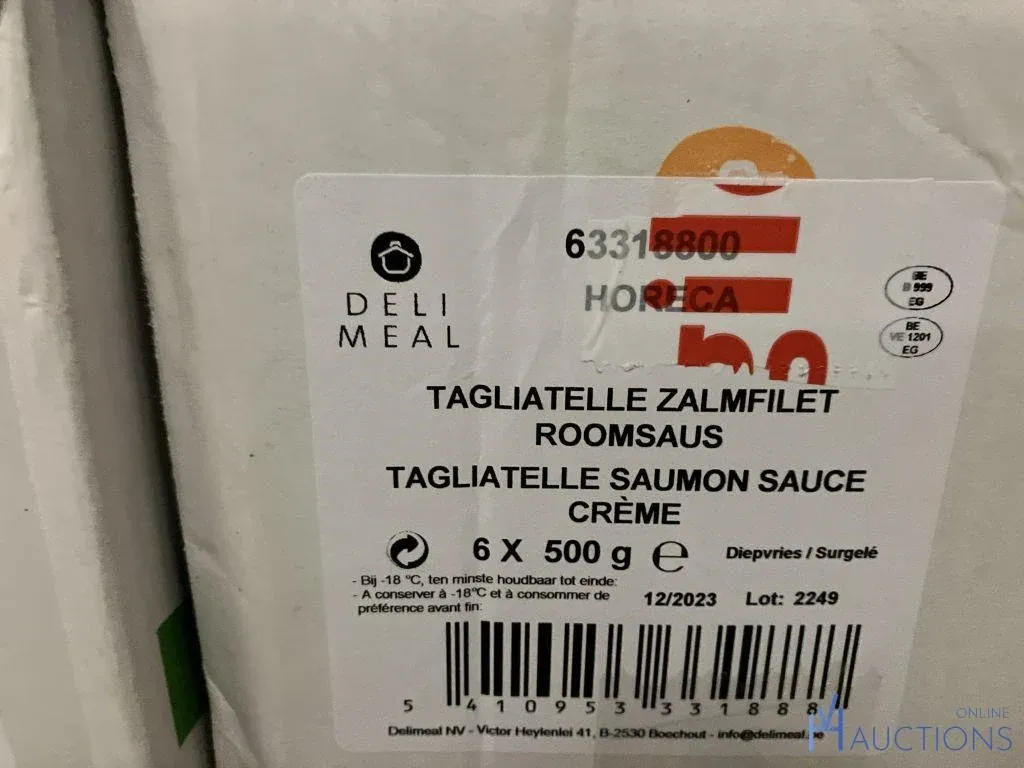 DELI
MEAL
63318800
HORECA
BE
B 999
EG
BE
VE 1201
EG
TAGLIATELLE ZALMFILET
ROOMSAUS
TAGLIATELLE SAUMON SAUCE
CRÈME
6 X 500 g ℮
Diepvries / Surgelé
- Bij -18 °C, ten minste houdbaar tot einde:
- A conserver à -18°C et à consommer de
préférence avant fin:
12/2023 Lot: 2249
5 410953 331888
Delimeal NV - Victor Heylenlei 41, B-2530 Boechout - info@delimeal.be
ONLINE
AUCTIONS